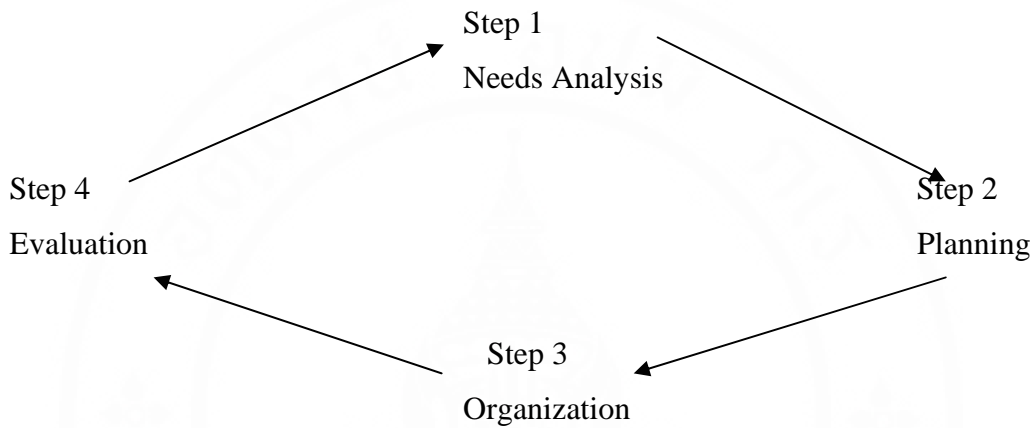 Step 1
Needs Analysis
Step 2
Planning
Step 3
Organization
Step 4
Evaluation